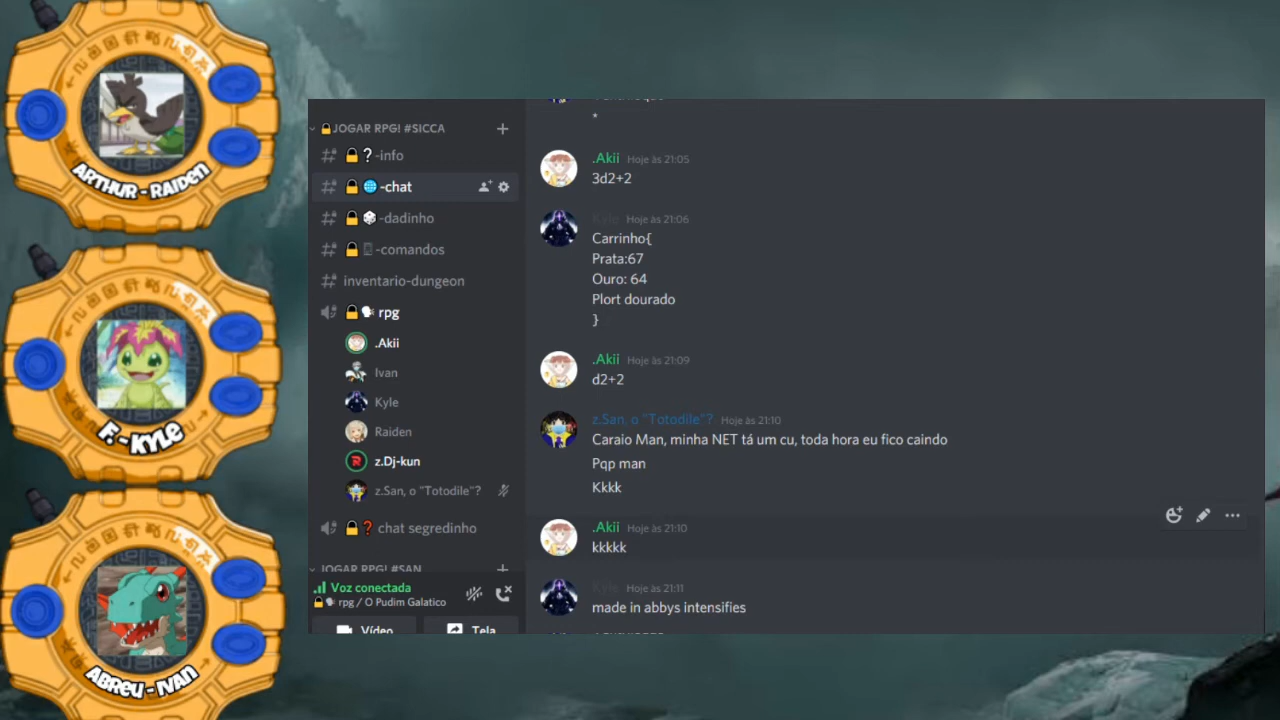 ARTHUR - RAIDEN
F. - KYLE
ABREU - IVAN
JOGAR RPG! #SICCA
-info
-chat
-dadinho
-comandos
inventario-dungeon
rpg
.Akii
Ivan
Kyle
Raiden
z.Dj-kun
z.San, o "Totodile"?
chat segredinho
JOGAR RPG! #SAN
Voz conectada
rpg / O Pudim Galatico
Vídeo
Tela
*
.Akii Hoje às 21:05
3d2+2
Kyle Hoje às 21:06
Carrinho{
Prata:67
Ouro: 64
Plort dourado
}
.Akii Hoje às 21:09
d2+2
z.San, o "Totodile"? Hoje às 21:10
Caraio Man, minha NET tá um cu, toda hora eu fico caindo
Pqp man
Kkkk
.Akii Hoje às 21:10
kkkkk
Kyle Hoje às 21:11
made in abbys intensifies